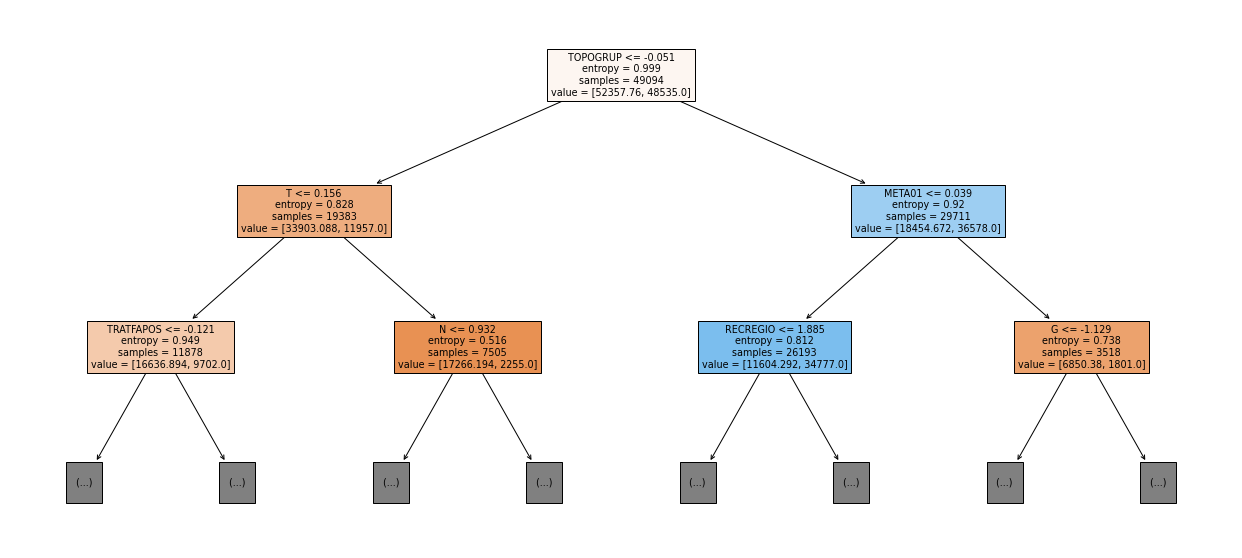 TOPOGRUP <= -0.051
entropy = 0.999
samples = 49094
value = [52357.76, 48535.0]
T <= 0.156
entropy = 0.828
samples = 19383
value = [33903.088, 11957.0]
META01 <= 0.039
entropy = 0.92
samples = 29711
value = [18454.672, 36578.0]
TRATFAPOS <= -0.121
entropy = 0.949
samples = 11878
value = [16636.894, 9702.0]
N <= 0.932
entropy = 0.516
samples = 7505
value = [17266.194, 2255.0]
RECREGIO <= 1.885
entropy = 0.812
samples = 26193
value = [11604.292, 34777.0]
G <= -1.129
entropy = 0.738
samples = 3518
value = [6850.38, 1801.0]
(...)
(...)
(...)
(...)
(...)
(...)
(...)
(...)